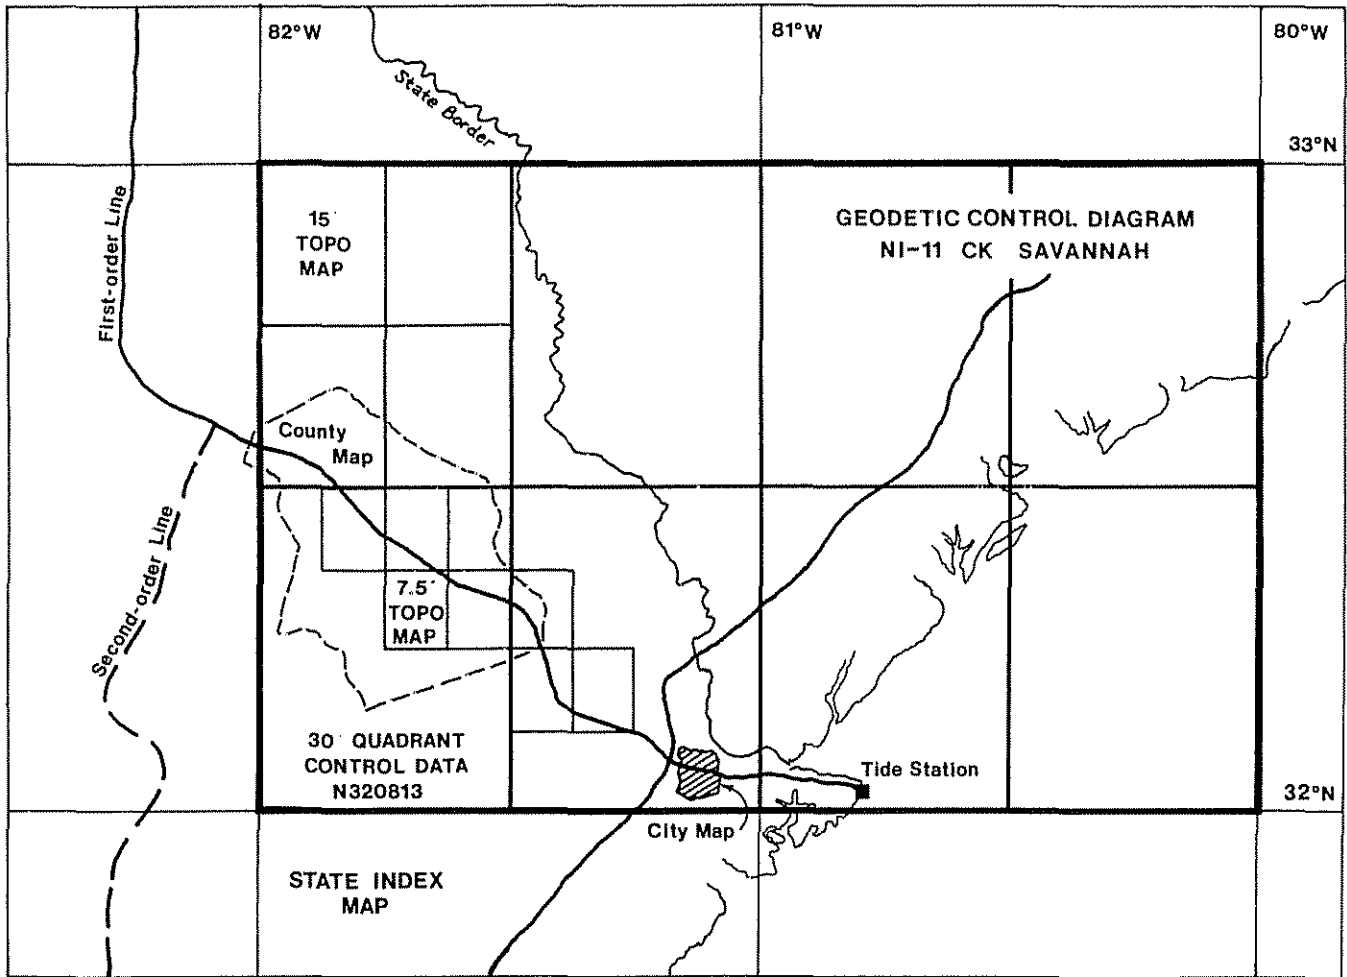 82°W
81°W
80°W
State Border
33°N
First-order Line
15'
TOPO
MAP
GEODETIC CONTROL DIAGRAM
NI-11 CK SAVANNAH
County
Map
Second-order Line
7.5'
TOPO
MAP
30' QUADRANT
CONTROL DATA
N320813
Tide Station
32°N
City Map
STATE INDEX
MAP